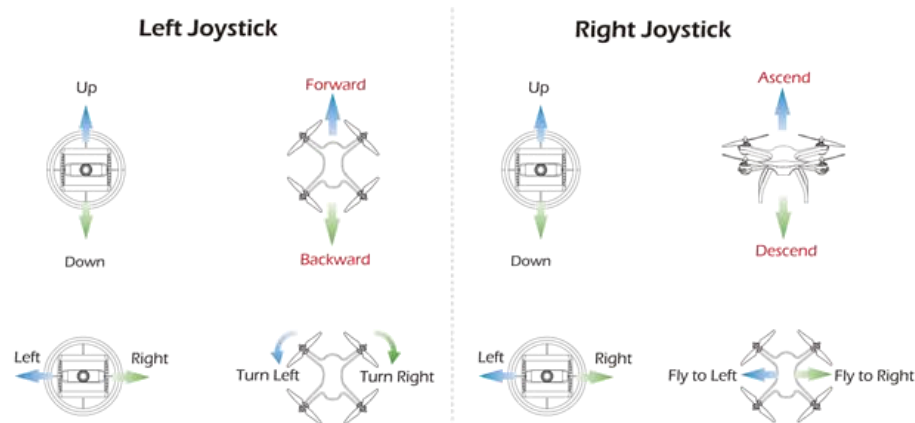 Left Joystick
Right Joystick
Up
Forward
Down
Backward
Left
Right
Turn Left
Turn Right
Up
Ascend
Down
Descend
Left
Right
Fly to Left
Fly to Right